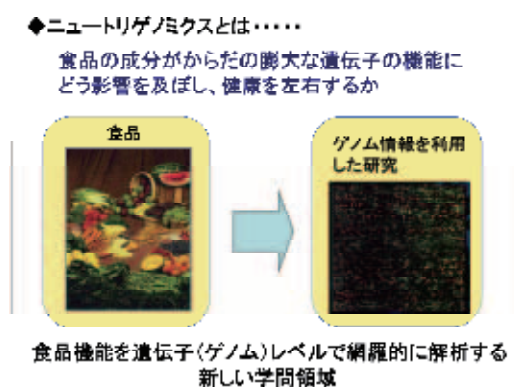 ◆ニュートリゲノミクスとは・・・・・
食品の成分がからだの膨大な遺伝子の機能に
どう影響を及ぼし、健康を左右するか
食品
ゲノム情報を利用
した研究
食品機能を遺伝子(ゲノム)レベルで網羅的に解析する
新しい学問領域